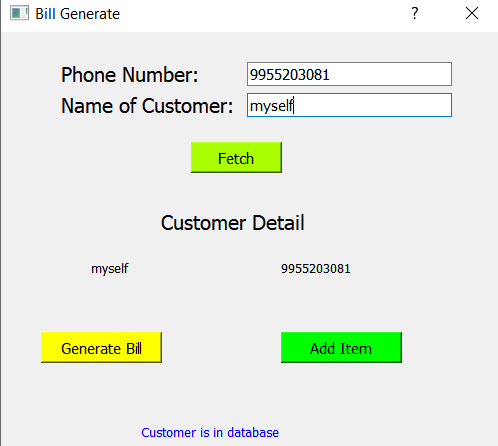 Bill Generate
Phone Number: 9955203081
Name of Customer: myself
Fetch
Customer Detail
myself 9955203081
Generate Bill Add Item
Customer is in database